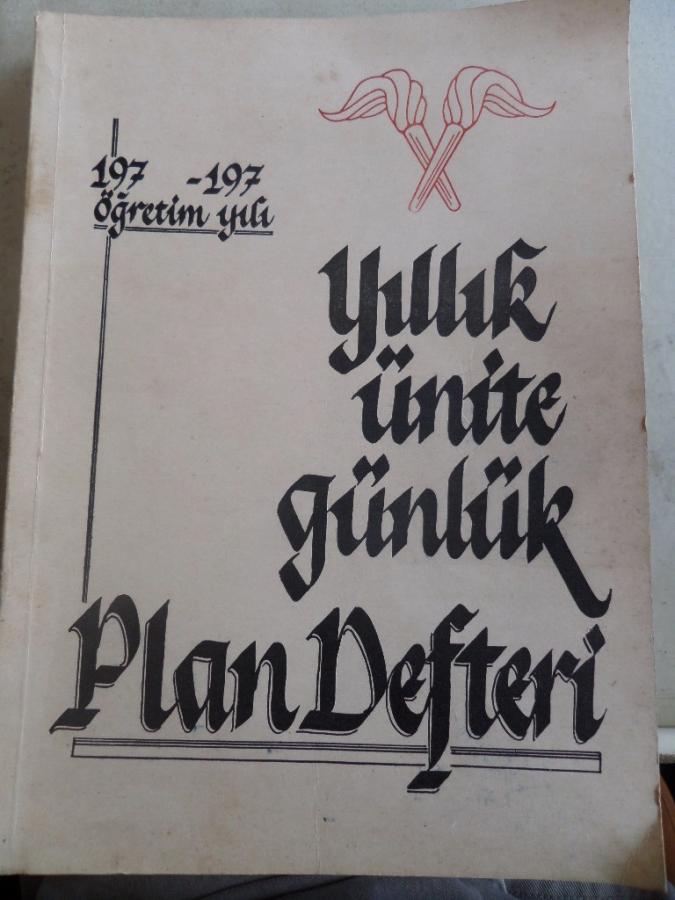 197 -197
öğretim yılı
Yıllık
ünite
günlük
Plan Defteri